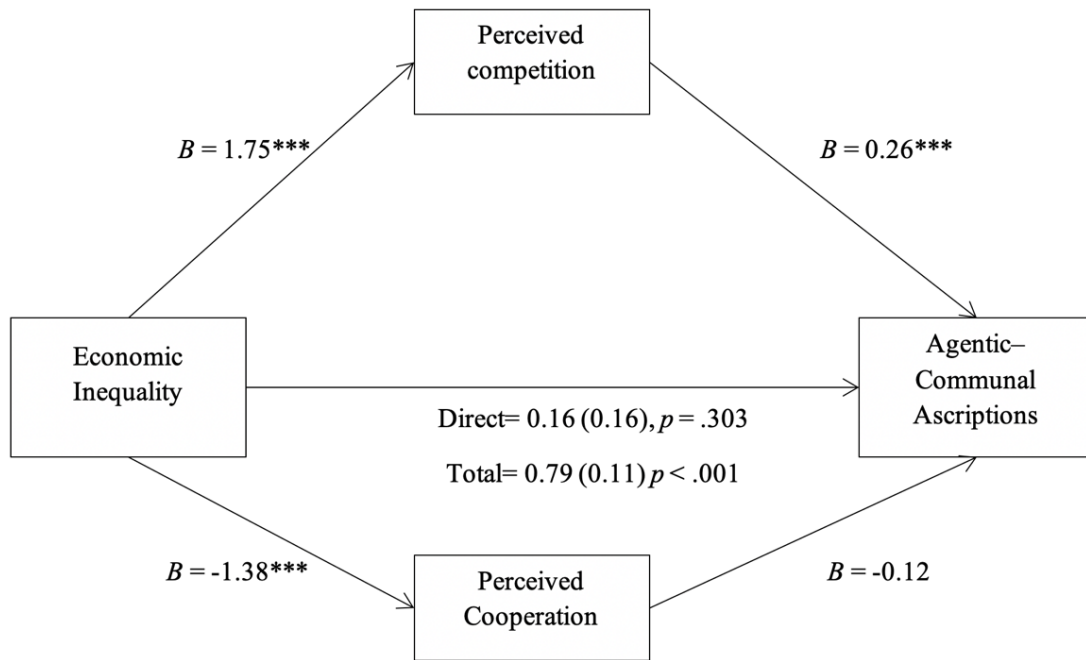 Perceived
competition
B = 1.75***
B = 0.26***
Economic
Inequality
Agentic–
Communal
Ascriptions
Direct= 0.16 (0.16), p = .303
Total= 0.79 (0.11) p < .001
B = -1.38***
B = -0.12
Perceived
Cooperation